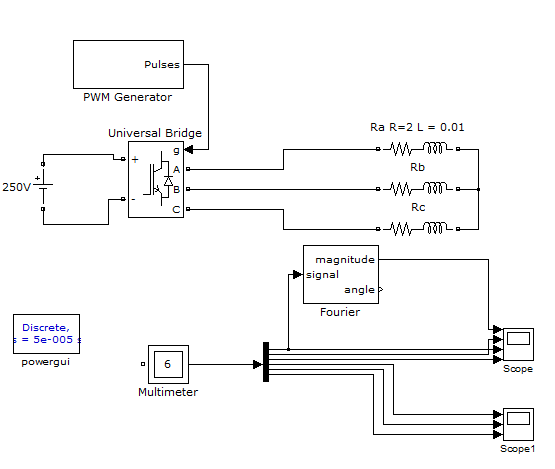 Pulses
PWM Generator
Universal Bridge
g
A
B
C
+
-
+
250V
Ra R=2 L = 0.01
Rb
Rc
magnitude
signal
angle
Fourier
Discrete,
s = 5e-005 s
powergui
6
Multimeter
Scope
Scope1